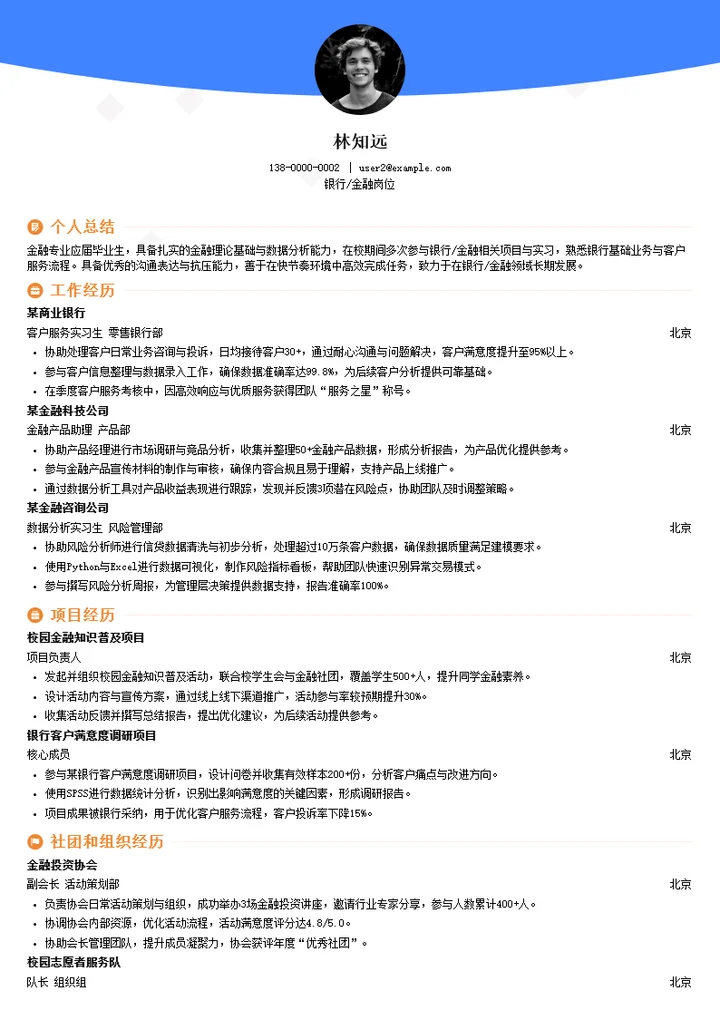 林知远
138-0000-0002 | user2@example.com
银行/金融岗位
个人总结
金融专业应届毕业生，具备扎实的金融理论基础与数据分析能力，在校期间多次参与银行/金融相关项目与实习，熟悉银行基础业务与客户
服务流程。具备优秀的沟通表达与抗压能力，善于在快节奏环境中高效完成任务，致力于在银行/金融领域长期发展。
工作经历
某商业银行
客户服务实习生 零售银行部 北京
• 协助处理客户日常业务咨询与投诉，日均接待客户30+，通过耐心沟通与问题解决，客户满意度提升至95%以上。
• 参与客户信息整理与数据录入工作，确保数据准确率达99.8%，为后续客户分析提供可靠基础。
• 在季度客户服务考核中，因高效响应与优质服务获得团队“服务之星”称号。
某金融科技公司
金融产品助理 产品部 北京
• 协助产品经理进行市场调研与竞品分析，收集并整理50+金融产品数据，形成分析报告，为产品优化提供参考。
• 参与金融产品宣传材料的制作与审核，确保内容合规且易于理解，支持产品上线推广。
• 通过数据分析工具对产品收益表现进行跟踪，发现并反馈3项潜在风险点，协助团队及时调整策略。
某金融咨询公司
数据分析实习生 风险管理部 北京
• 协助风险分析师进行信贷数据清洗与初步分析，处理超过10万条客户数据，确保数据质量满足建模要求。
• 使用Python与Excel进行数据可视化，制作风险指标看板，帮助团队快速识别异常交易模式。
• 参与撰写风险分析周报，为管理层决策提供数据支持，报告准确率100%。
项目经历
校园金融知识普及项目
项目负责人 北京
• 发起并组织校园金融知识普及活动，联合校学生会与金融社团，覆盖学生500+人，提升同学金融素养。
• 设计活动内容与宣传方案，通过线上线下渠道推广，活动参与率较预期提升30%。
• 收集活动反馈并撰写总结报告，提出优化建议，为后续活动提供参考。
银行客户满意度调研项目
核心成员 北京
• 参与某银行客户满意度调研项目，设计问卷并收集有效样本200+份，分析客户痛点与改进方向。
• 使用SPSS进行数据统计分析，识别出影响满意度的关键因素，形成调研报告。
• 项目成果被银行采纳，用于优化客户服务流程，客户投诉率下降15%。
社团和组织经历
金融投资协会
副会长 活动策划部 北京
• 负责协会日常活动策划与组织，成功举办3场金融投资讲座，邀请行业专家分享，参与人数累计400+人。
• 协调协会内部资源，优化活动流程，活动满意度评分达4.8/5.0。
• 协助会长管理团队，提升成员凝聚力，协会获评年度“优秀社团”。
校园志愿者服务队
队长 组织组 北京